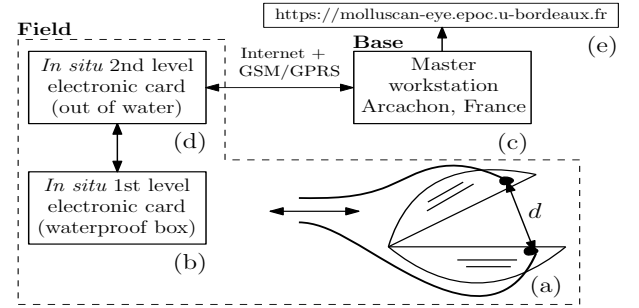 https://molluscan-eye.epoc.u-bordeaux.fr
(e)
Field
In situ 2nd level
electronic card
(out of water)
(d)
Internet +
GSM/GPRS
Base
Master
workstation
Arcachon, France
(c)
In situ 1st level
electronic card
(waterproof box)
(b)
d
(a)